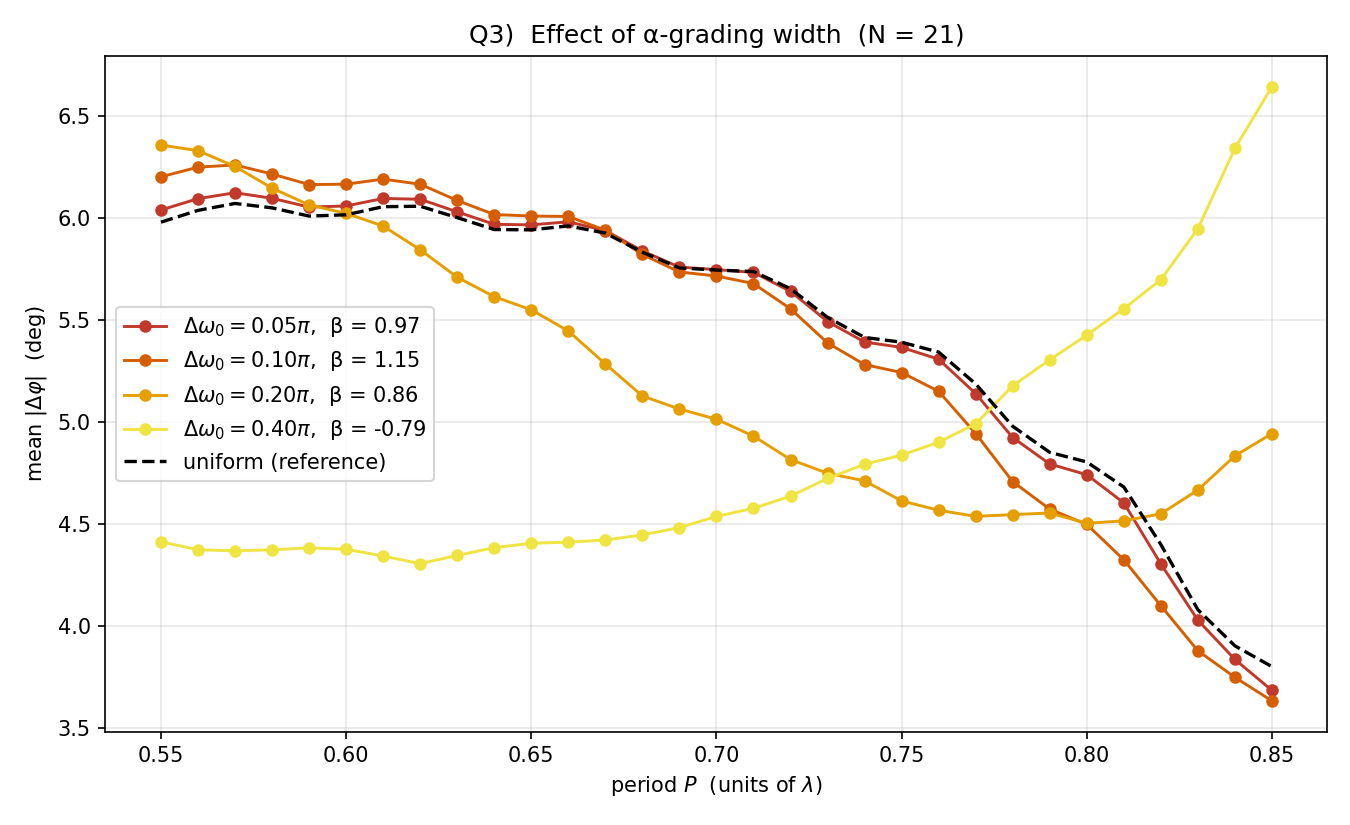 Q3)  Effect of α-grading width  (N = 21)
mean |Δφ|  (deg)
6.5
6.0
5.5
5.0
4.5
4.0
3.5
Δω₀ = 0.05π,  β = 0.97
Δω₀ = 0.10π,  β = 1.15
Δω₀ = 0.20π,  β = 0.86
Δω₀ = 0.40π,  β = -0.79
uniform (reference)
0.55 0.60 0.65 0.70 0.75 0.80 0.85
period P  (units of λ)